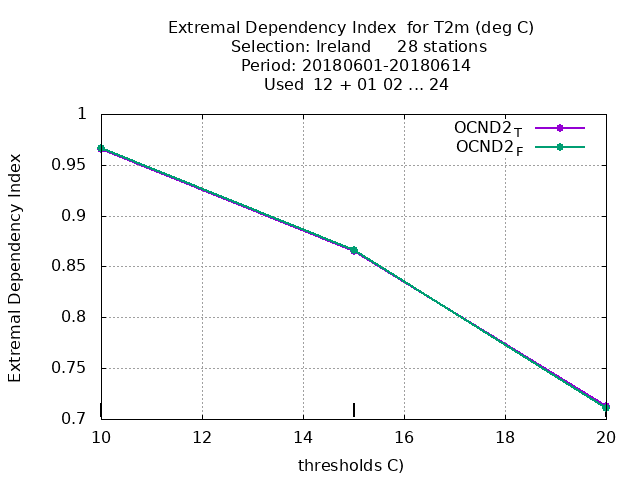 Extremal Dependency Index  for T2m (deg C)
Selection: Ireland     28 stations
Period: 20180601-20180614
Used  12 + 01 02 ... 24
OCND2T
OCND2F
Extremal Dependency Index
1
0.95
0.9
0.85
0.8
0.75
0.7
10 12 14 16 18 20
thresholds C)